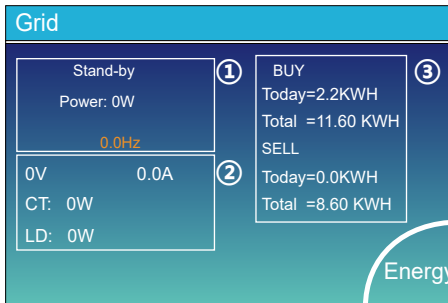 Grid
Stand-by
Power: 0W
0.0Hz
①
0V 0.0A
CT: 0W
LD: 0W
②
BUY
Today=2.2KWH
Total =11.60 KWH
SELL
Today=0.0KWH
Total =8.60 KWH
③
Energy